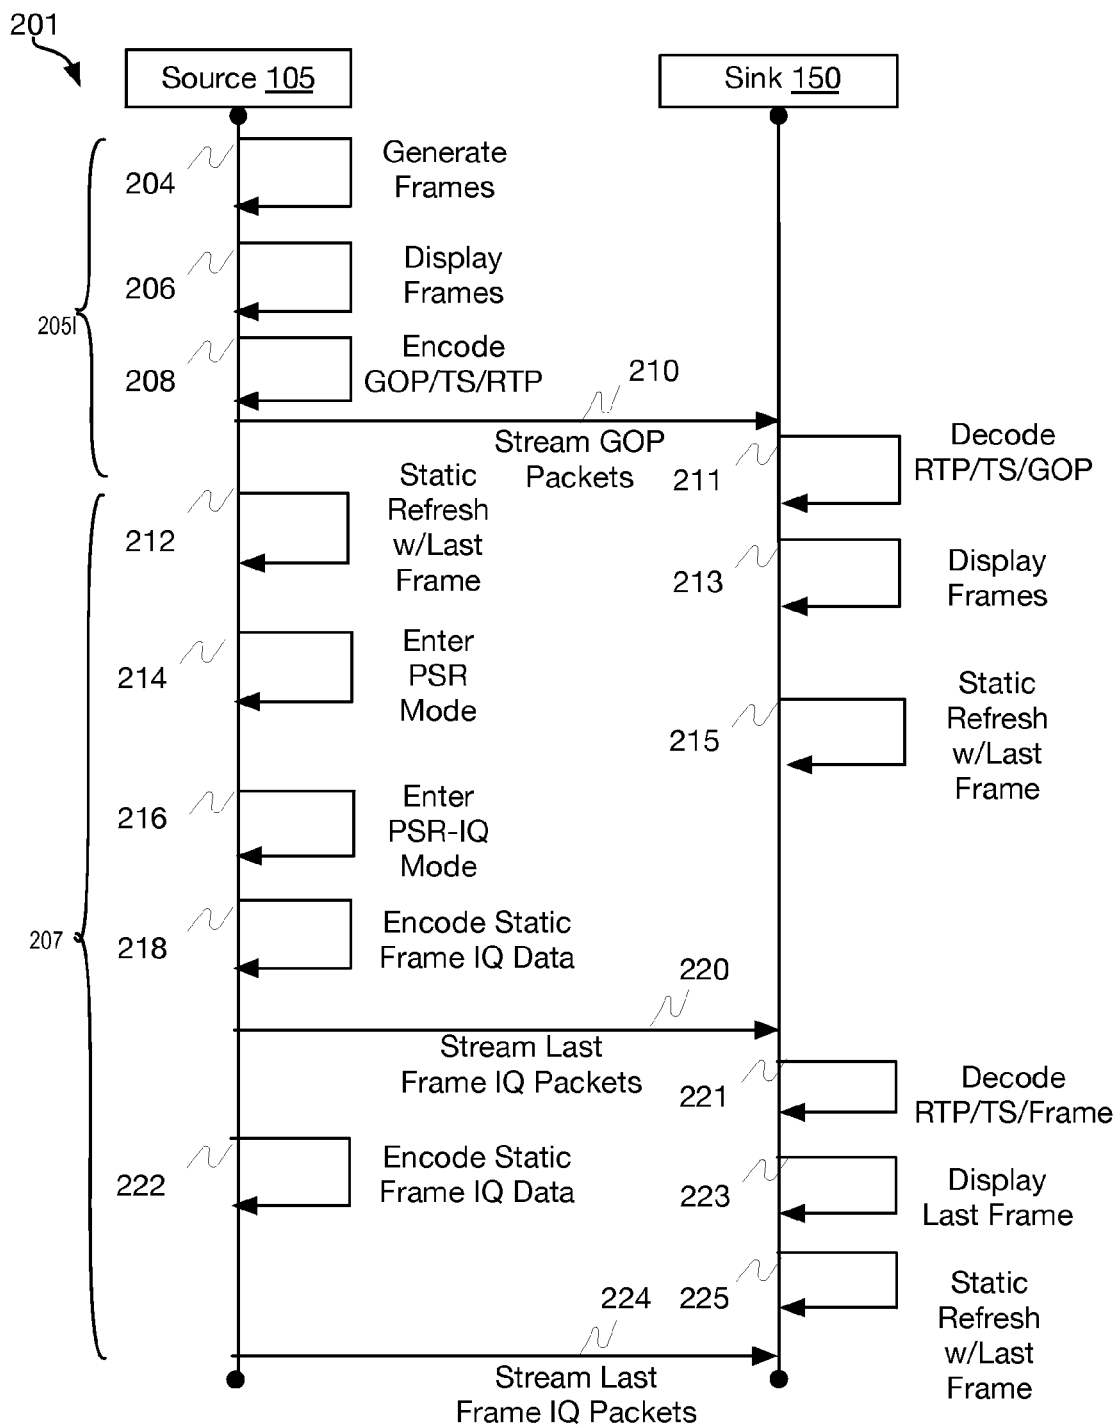 201
Source 105
Sink 150
204
Generate
Frames
206
Display
Frames
205I
208
Encode
GOP/TS/RTP
210
Stream GOP
Packets
211
Decode
RTP/TS/GOP
212
Static
Refresh
w/Last
Frame
213
Display
Frames
214
Enter
PSR
Mode
215
Static
Refresh
w/Last
Frame
216
Enter
PSR-IQ
Mode
207
218
Encode Static
Frame IQ Data
220
Stream Last
Frame IQ Packets
221
Decode
RTP/TS/Frame
222
Encode Static
Frame IQ Data
223
Display
Last Frame
224
225
Static
Refresh
w/Last
Frame
Stream Last
Frame IQ Packets